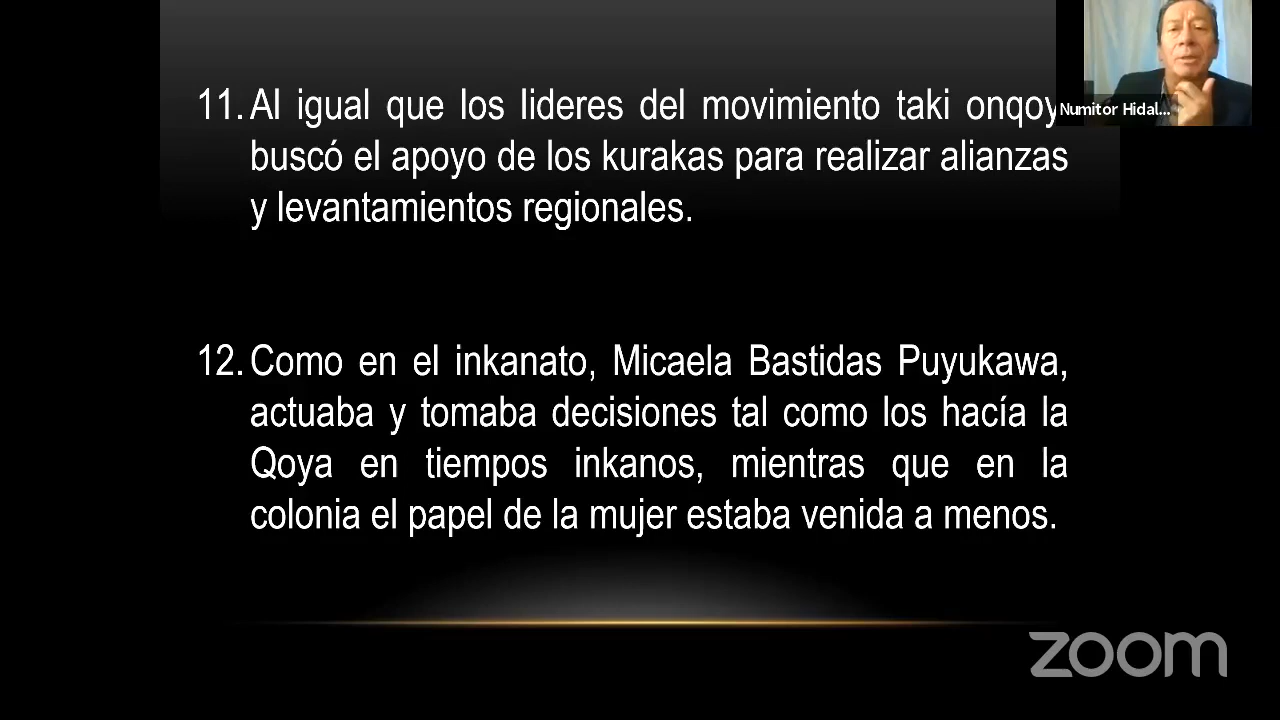 11. Al igual que los lideres del movimiento taki onqoy
buscó el apoyo de los kurakas para realizar alianzas
y levantamientos regionales.
12. Como en el inkanato, Micaela Bastidas Puyukawa,
actuaba y tomaba decisiones tal como los hacía la
Qoya en tiempos inkanos, mientras que en la
colonia el papel de la mujer estaba venida a menos.
Numitor Hidal...
zoom